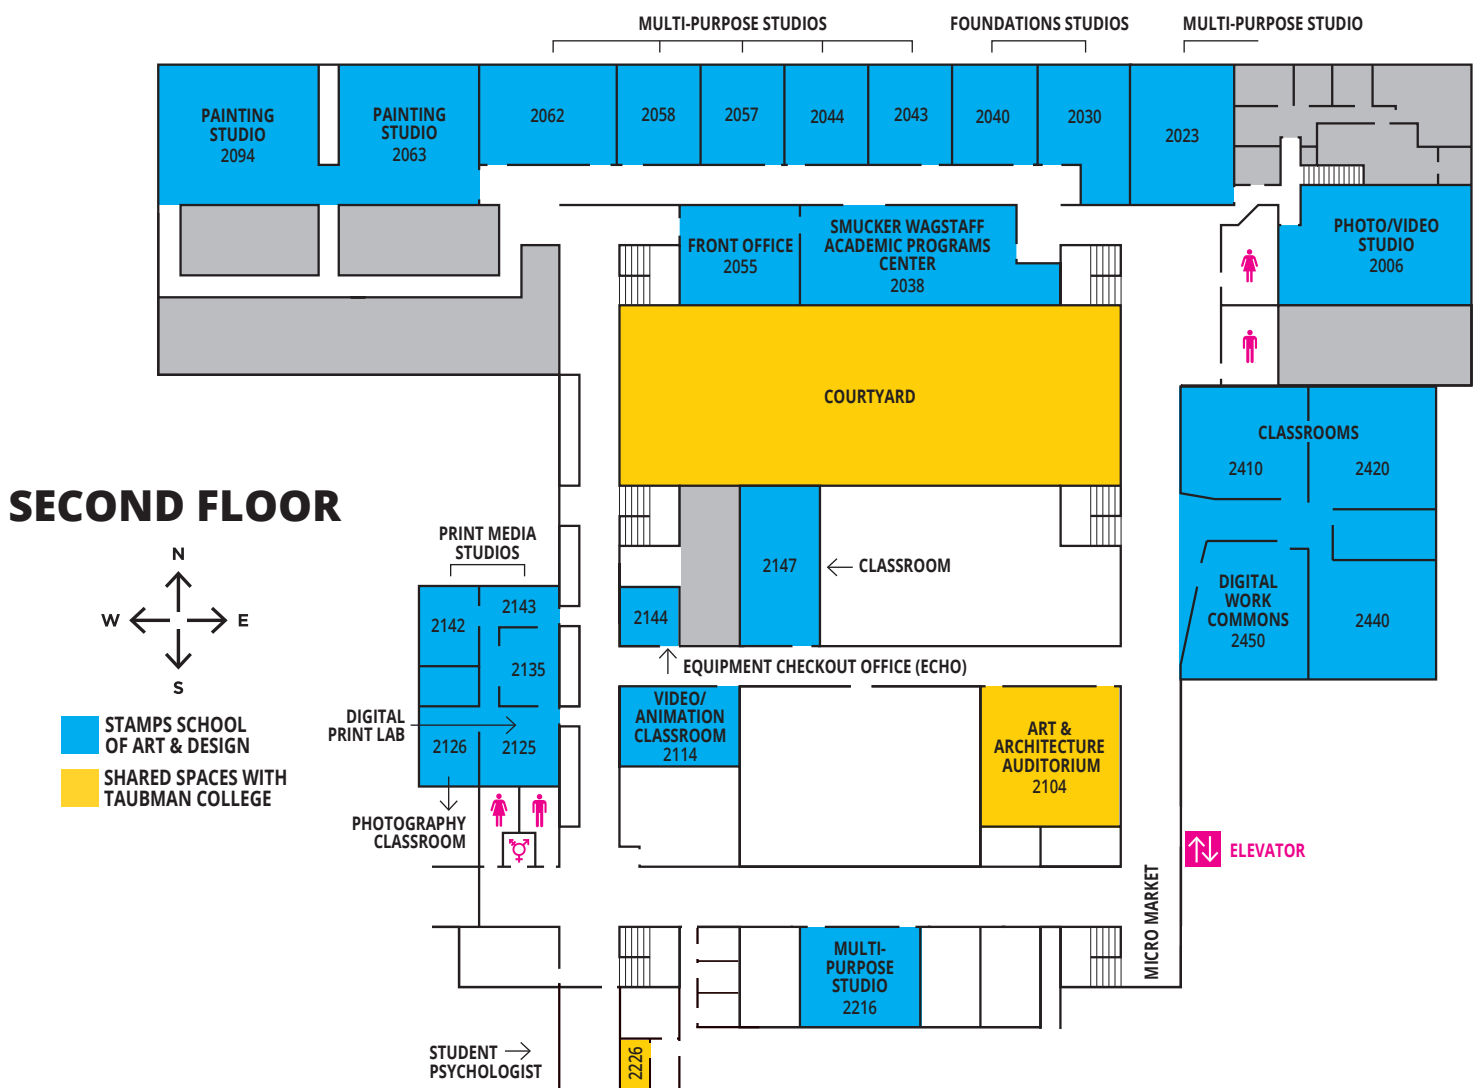 MULTI-PURPOSE STUDIOS
FOUNDATIONS STUDIOS
MULTI-PURPOSE STUDIO
PAINTING
STUDIO
2094
PAINTING
STUDIO
2063
2062
2058
2057
2044
2043
2040
2030
2023
FRONT OFFICE
2055
SMUCKER WAGSTAFF
ACADEMIC PROGRAMS
CENTER
2038
PHOTO/VIDEO
STUDIO
2006
COURTYARD
CLASSROOMS
2410
2420
SECOND FLOOR
N
W
E
S
PRINT MEDIA
STUDIOS
2143
2142
2135
2144
2147
CLASSROOM
DIGITAL
WORK
COMMONS
2450
2440
EQUIPMENT CHECKOUT OFFICE (ECHO)
STAMPS SCHOOL
OF ART & DESIGN
SHARED SPACES WITH
TAUBMAN COLLEGE
DIGITAL
PRINT LAB
2126
2125
VIDEO/
ANIMATION
CLASSROOM
2114
ART &
ARCHITECTURE
AUDITORIUM
2104
PHOTOGRAPHY
CLASSROOM
ELEVATOR
MICRO MARKET
MULTI-
PURPOSE
STUDIO
2216
STUDENT
PSYCHOLOGIST
2226